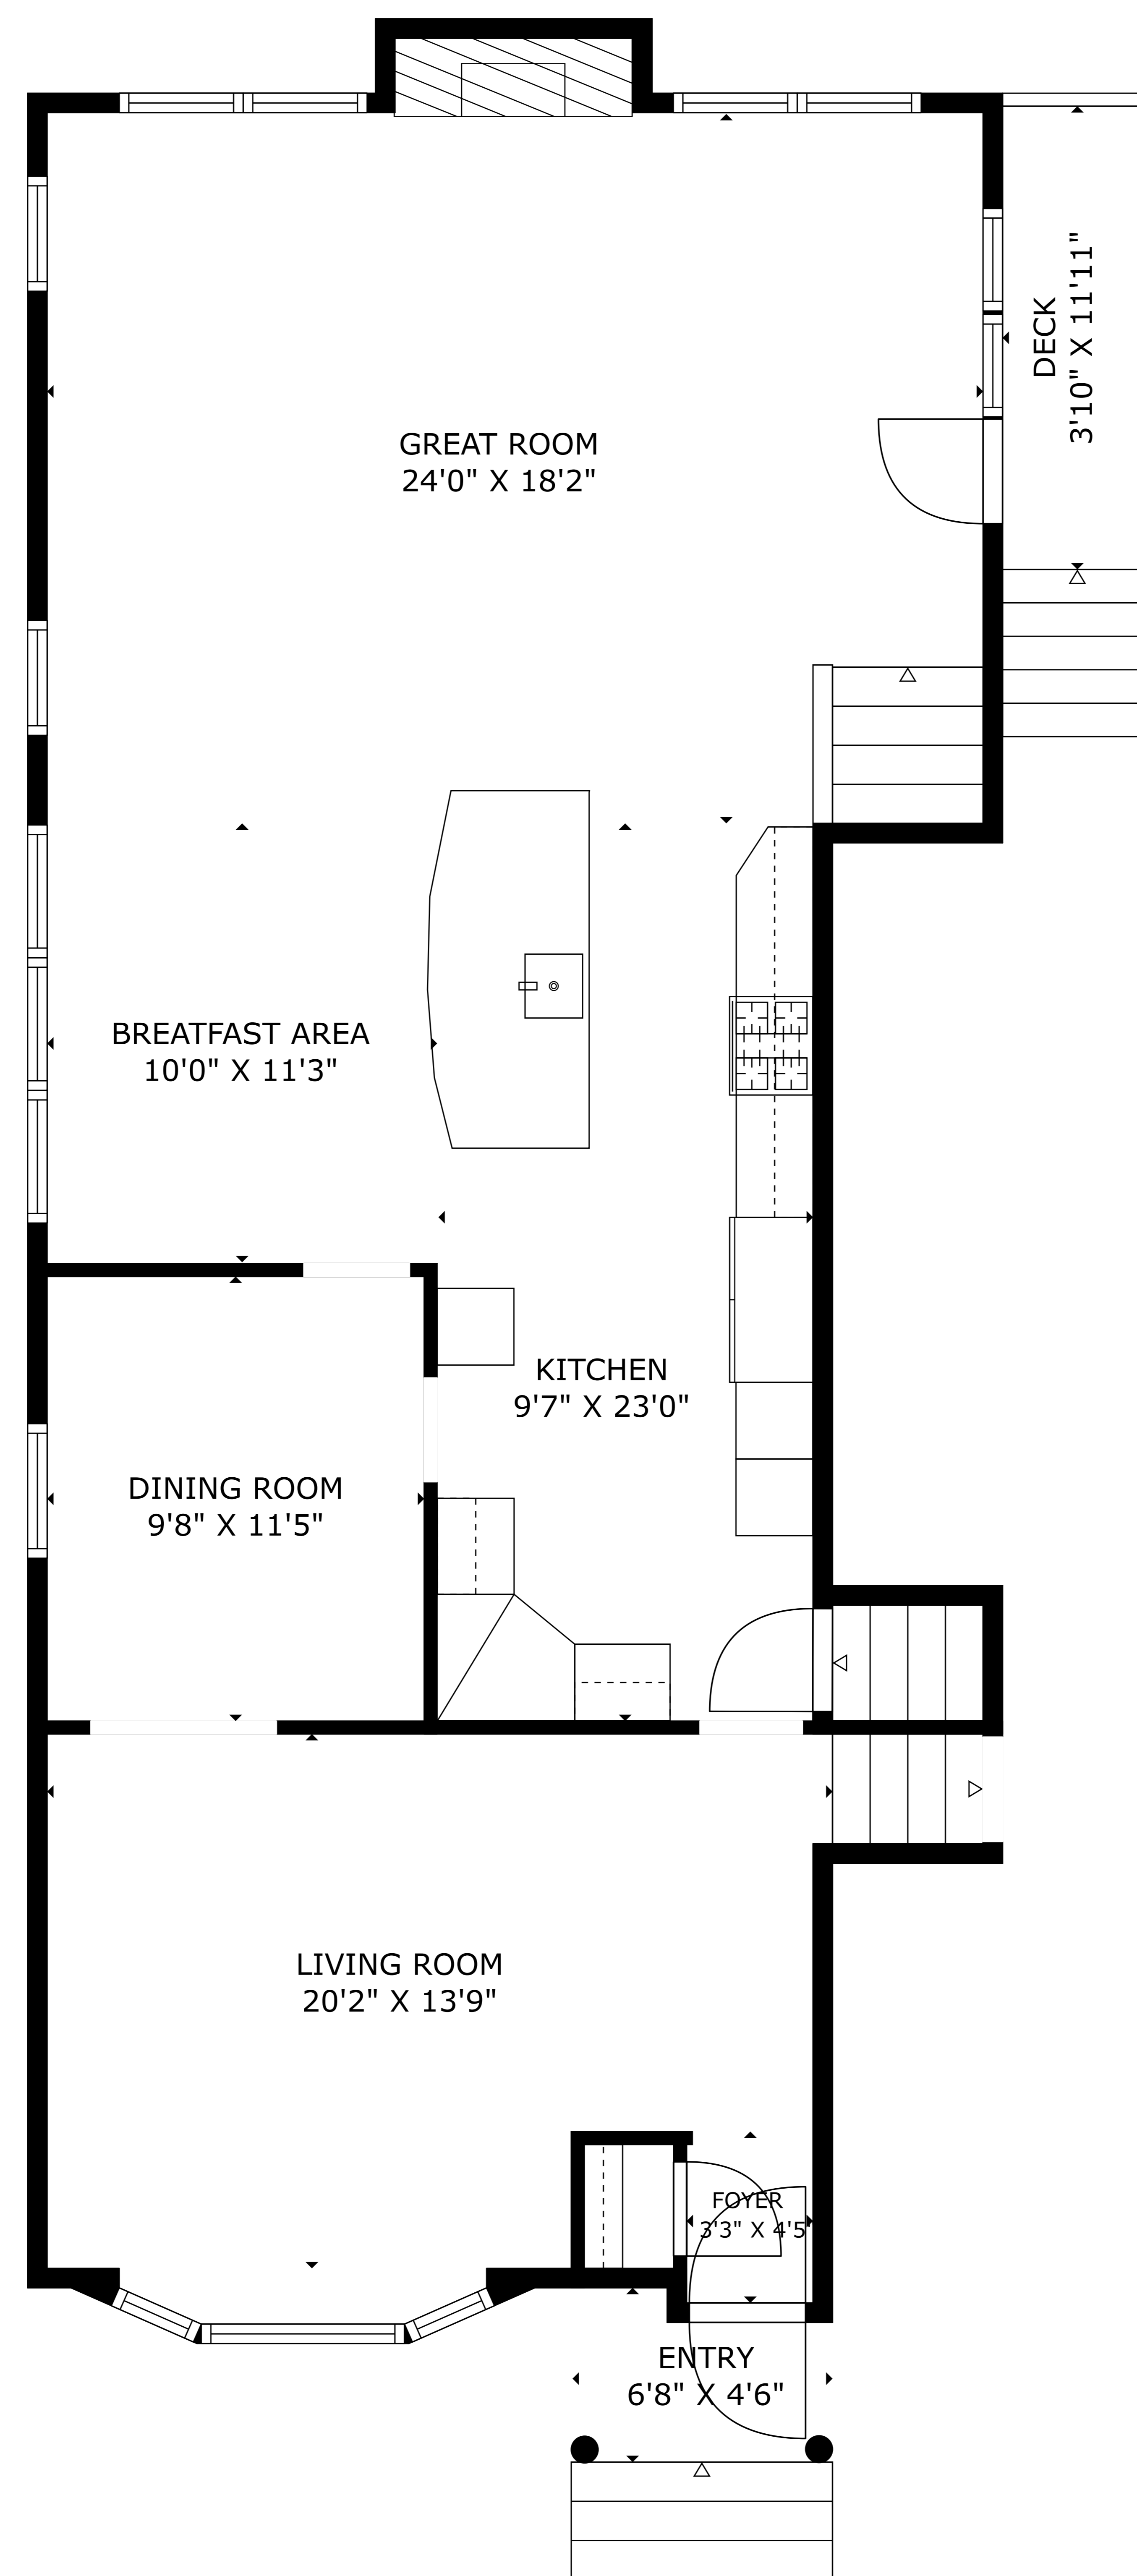 DECK
3'10" X 11'11"
GREAT ROOM
24'0" X 18'2"
BREATFAST AREA
10'0" X 11'3"
KITCHEN
9'7" X 23'0"
DINING ROOM
9'8" X 11'5"
LIVING ROOM
20'2" X 13'9"
FOYER
3'3" X 4'5"
ENTRY
6'8" X 4'6"